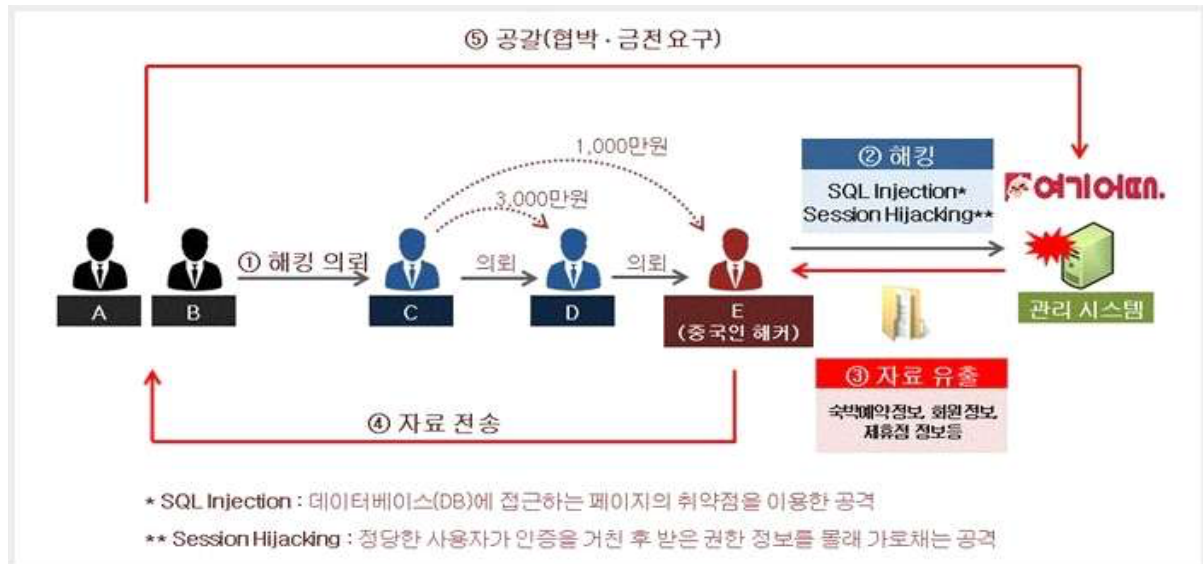 ⑤ 공갈(협박 · 금전요구)
1,000만원
3,000만원
② 해킹
SQL Injection*
Session Hijacking**
여기어때.
① 해킹 의뢰
의뢰
의뢰
A
B
C
D
E
(중국인 해커)
관리 시스템
③ 자료 유출
숙박예약정보, 회원정보,
제휴점 정보등
④ 자료 전송
* SQL Injection : 데이터베이스(DB)에 접근하는 페이지의 취약점을 이용한 공격
** Session Hijacking : 정당한 사용자가 인증을 거친 후 받은 권한 정보를 몰래 가로채는 공격